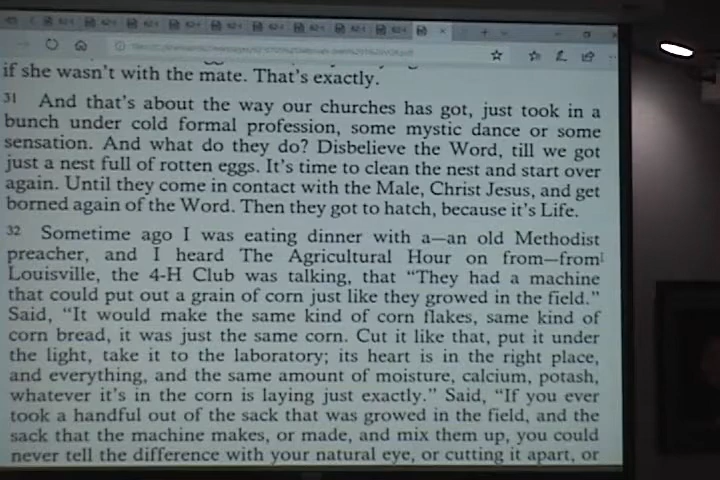 if she wasn't with the mate. That's exactly.
31 And that's about the way our churches has got, just took in a
bunch under cold formal profession, some mystic dance or some
sensation. And what do they do? Disbelieve the Word, till we got
just a nest full of rotten eggs. It's time to clean the nest and start over
again. Until they come in contact with the Male, Christ Jesus, and get
borned again of the Word. Then they got to hatch, because it's Life.
32 Sometime ago I was eating dinner with a—an old Methodist
preacher, and I heard The Agricultural Hour on from—from
Louisville, the 4-H Club was talking, that “They had a machine
that could put out a grain of corn just like they growed in the field.”
Said, “It would make the same kind of corn flakes, same kind of
corn bread, it was just the same corn. Cut it like that, put it under
the light, take it to the laboratory; its heart is in the right place,
and everything, and the same amount of moisture, calcium, potash,
whatever it's in the corn is laying just exactly.” Said, “If you ever
took a handful out of the sack that was growed in the field, and the
sack that the machine makes, or made, and mix them up, you could
never tell the difference with your natural eye, or cutting it apart, or